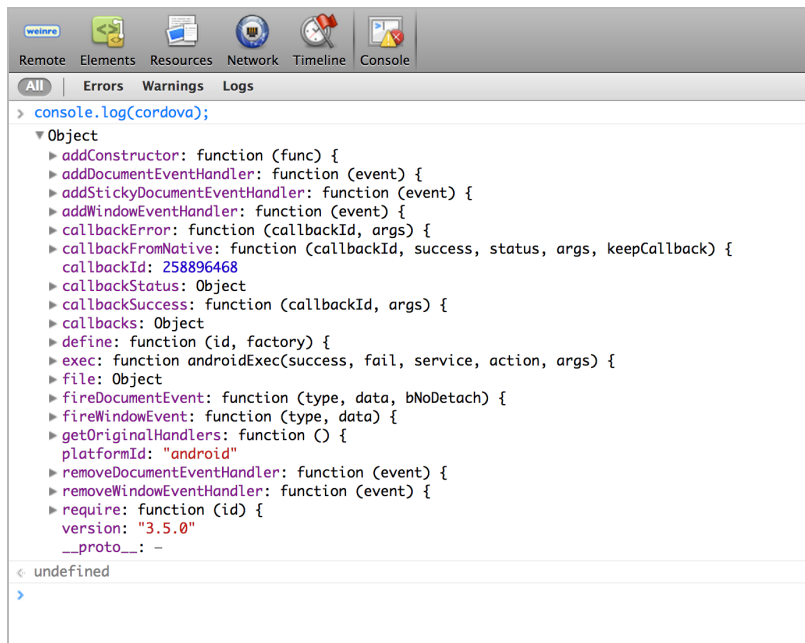 weinre
Remote Elements Resources Network Timeline Console
All Errors Warnings Logs
> console.log(cordova);
▼Object
▶addConstructor: function (func) {
▶addDocumentEventHandler: function (event) {
▶addStickyDocumentEventHandler: function (event) {
▶addWindowEventHandler: function (event) {
▶callbackError: function (callbackId, args) {
▶callbackFromNative: function (callbackId, success, status, args, keepCallback) {
callbackId: 258896468
▶callbackStatus: Object
▶callbackSuccess: function (callbackId, args) {
▶callbacks: Object
▶define: function (id, factory) {
▶exec: function androidExec(success, fail, service, action, args) {
▶file: Object
▶fireDocumentEvent: function (type, data, bNoDetach) {
▶fireWindowEvent: function (type, data) {
▶getOriginalHandlers: function () {
platformId: "android"
▶removeDocumentEventHandler: function (event) {
▶removeWindowEventHandler: function (event) {
▶require: function (id) {
version: "3.5.0"
__proto__: –
undefined
>